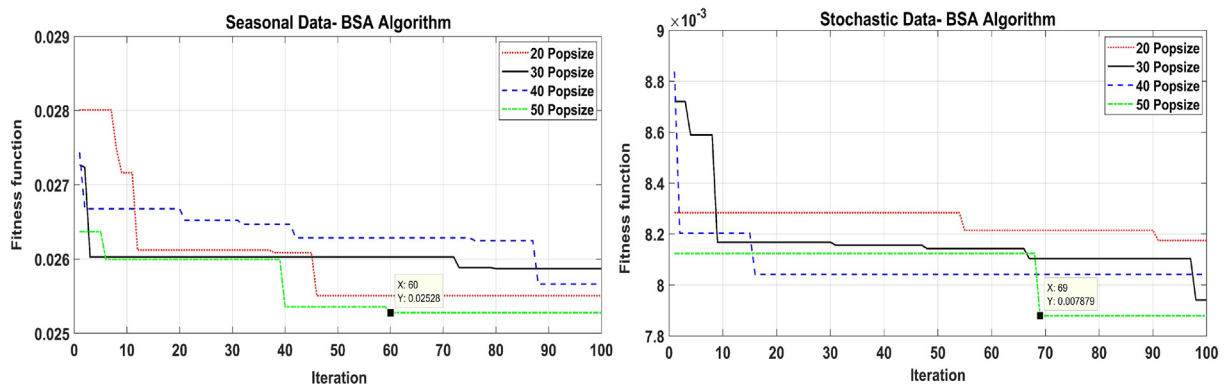 Seasonal Data- BSA Algorithm
Fitness function
0.029
0.028
0.027
0.026
0.025
20 Popsize
30 Popsize
40 Popsize
50 Popsize
X: 60
Y: 0.02528
0 10 20 30 40 50 60 70 80 90 100
Iteration
Stochastic Data- BSA Algorithm
×10-3
Fitness function
9
8.8
8.6
8.4
8.2
8
7.8
20 Popsize
30 Popsize
40 Popsize
50 Popsize
X: 69
Y: 0.007879
0 10 20 30 40 50 60 70 80 90 100
Iteration